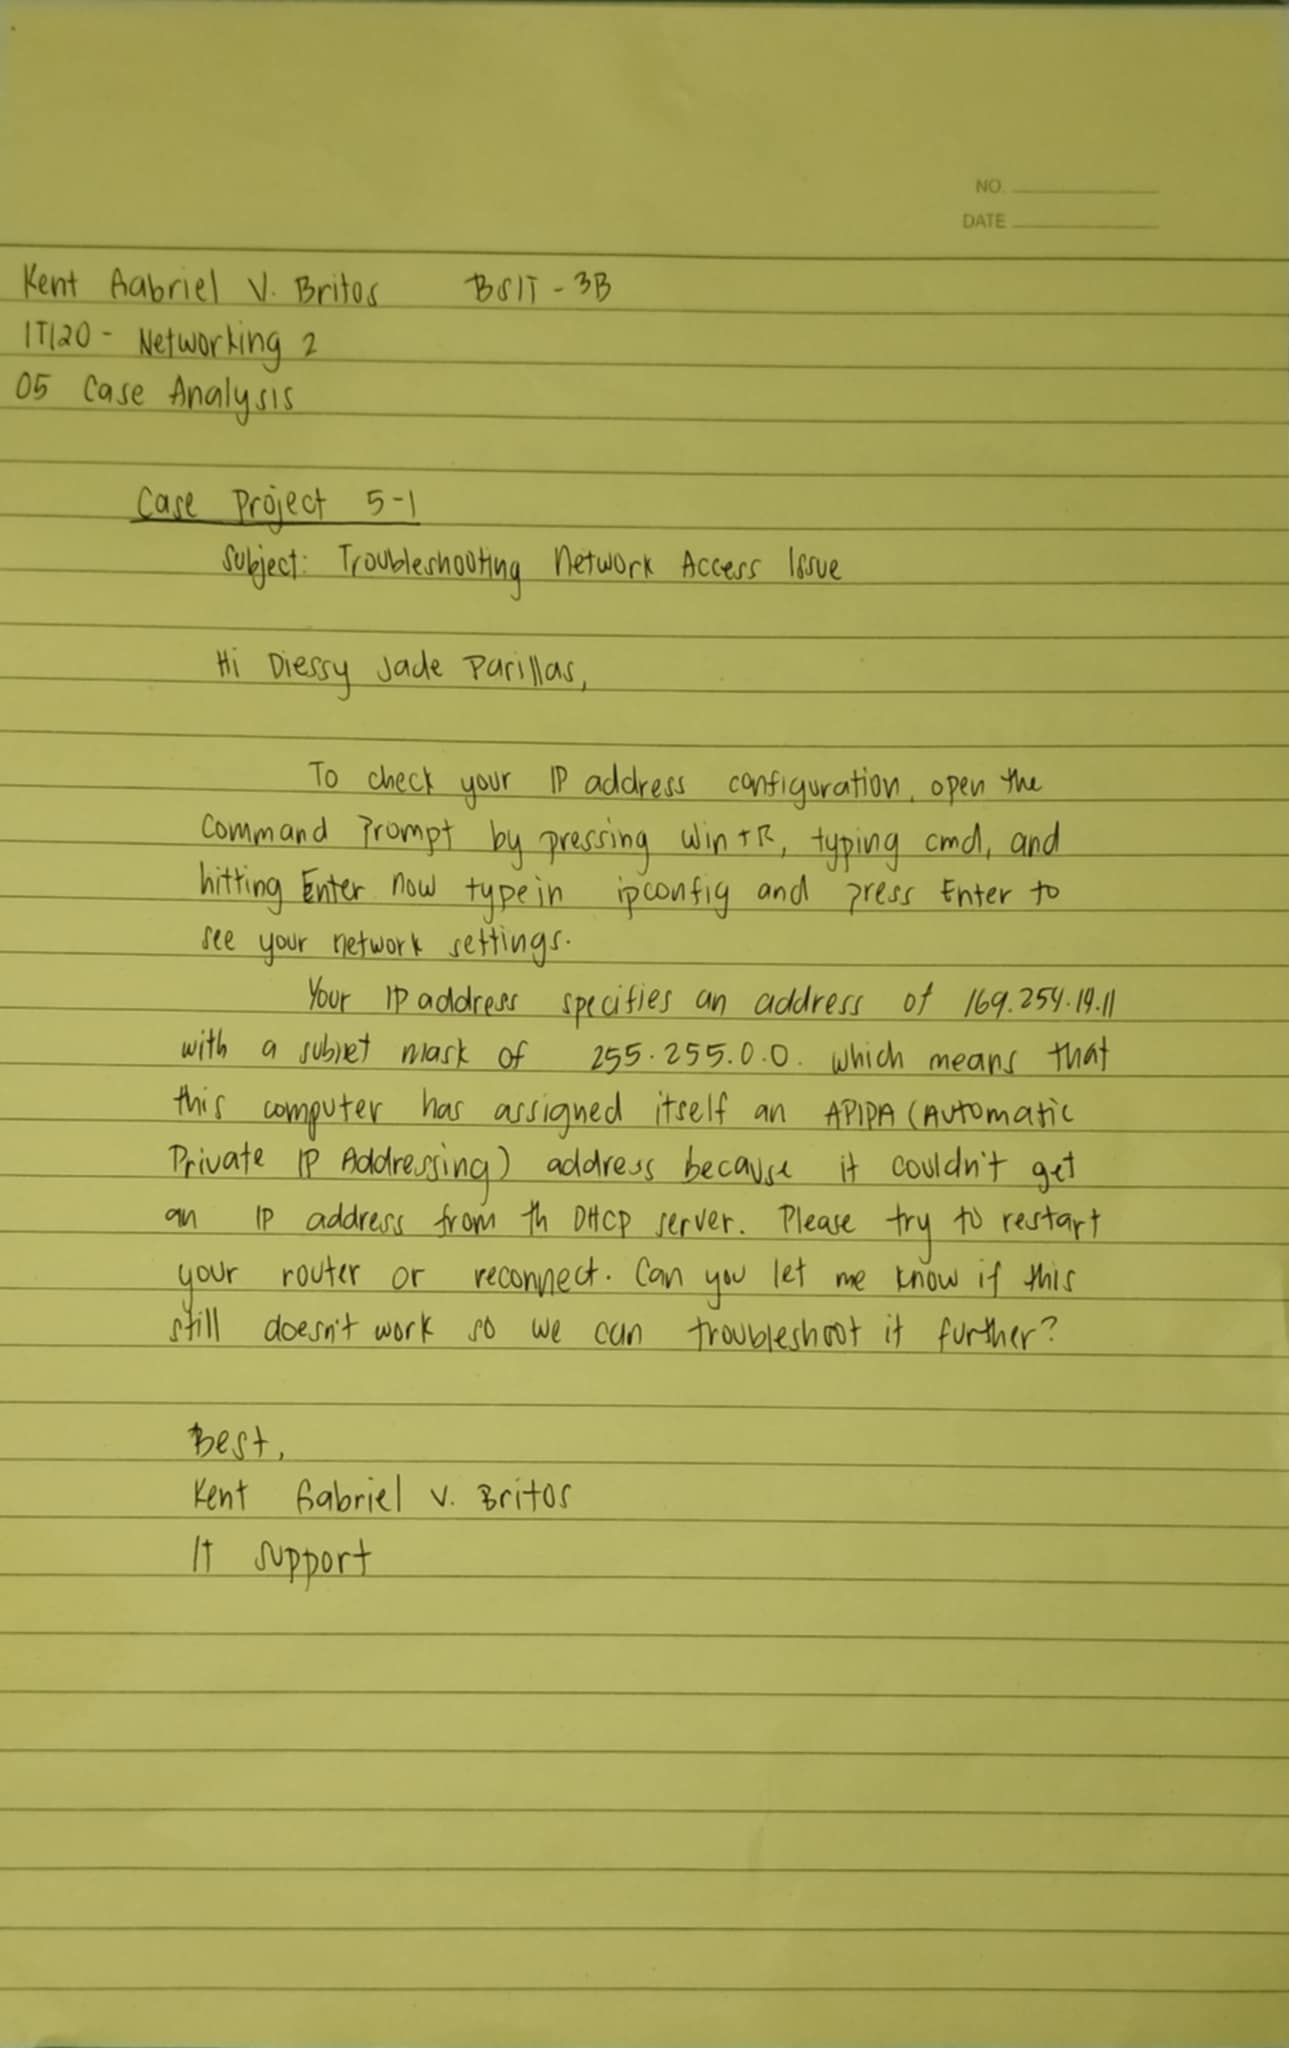 NO.
DATE
Kent Gabriel V. Britos BSIT - 3B
IT120 - Networking 2
05 Case Analysis
Case Project 5-1
Subject: Troubleshooting Network Access Issue
Hi Diessy Jade Parillas,
To check your IP address configuration, open the
Command Prompt by pressing Win + R, typing cmd, and
hitting Enter now type in ipconfig and press Enter to
see your network settings.
Your IP address specifies an address of 169.254.19.11
with a subnet mask of 255.255.0.0. which means that
this computer has assigned itself an APIPA (Automatic
Private IP Addressing) address because it couldn't get
an IP address from th DHCP server. Please try to restart
your router or reconnect. Can you let me know if this
still doesn't work so we can troubleshoot it further?
Best,
Kent Gabriel V. Britos
IT Support